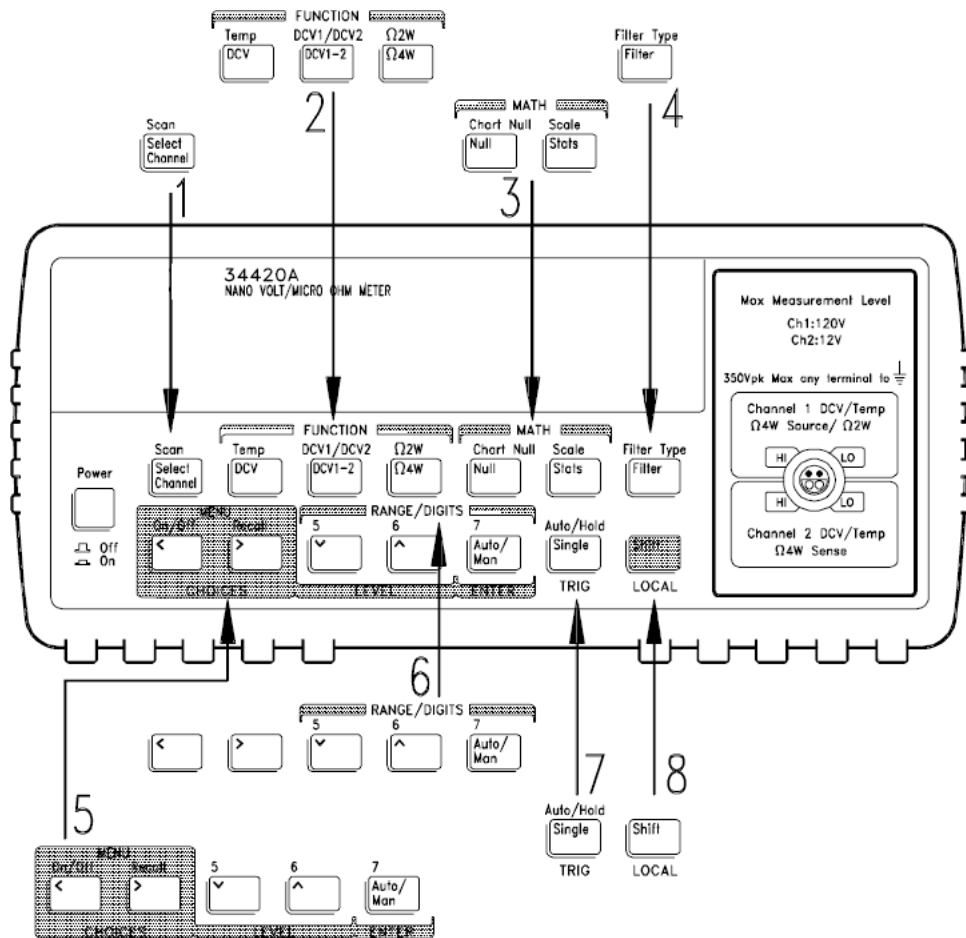 FUNCTION
Temp DCV1/DCV2 Ω2W
DCV DCV1-2 Ω4W
2
Filter Type
Filter
4
MATH
Chart Null Scale
Null Stats
3
Scan
Select
Channel
1
34420A
NANO VOLT/MICRO OHM METER
Max Measurement Level
Ch1:120V
Ch2:12V
350Vpk Max any terminal to
Channel 1 DCV/Temp
Ω4W Source/ Ω2W
HI LO
HI LO
Channel 2 DCV/Temp
Ω4W Sense
Power
Off
On
FUNCTION MATH
Scan Temp DCV1/DCV2 Ω2W Chart Null Scale Filter Type
Select
Channel DCV DCV1-2 Ω4W Null Stats Filter
MENU RANGE/DIGITS
On/Off Recall 5 6 7 Auto/Hold
< > ˅ ^ Auto/
Man Single Shift
CHOICES LEVEL ENTER TRIG LOCAL
6
RANGE/DIGITS
5 6 7
< > ˅ ^ Auto/
Man
7
Auto/Hold
Single
TRIG
8
Shift
LOCAL
5
MENU
On/Off Recall 5 6 7
< > ˅ ^ Auto/
Man
CHOICES LEVEL ENTER